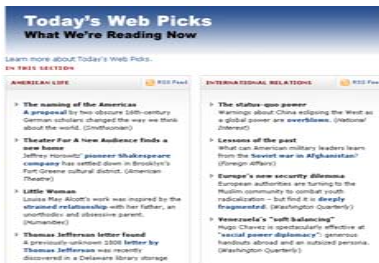 Today's Web Picks
What We're Reading Now
Learn more about Today's Web Picks.
IN THIS SECTION
AMERICAN LIFE
RSS Feed
The naming of the Americas
A proposal by two obscure 16th-century
German scholars changed the way we think
about the world. (Smithsonian)
Theater For A New Audience finds a
new home
Jeffrey Horowitz' pioneer Shakespeare
company has settled down in Brooklyn's
Fort Greene cultural district. (American
Theatre)
Little Woman
Louisa May Alcott's work was inspired by the
strained relationship with her father, an
unorthodox and obsessive parent.
(Humanities)
Thomas Jefferson letter found
A previously-unknown 1808 letter by
Thomas Jefferson was recently
discovered in a Delaware library storage
INTERNATIONAL RELATIONS
RSS Fee
The status-quo power
Warnings about China eclipsing the West as
a global power are overblown. (National
Interest)
Lessons of the past
What can American military leaders learn
from the Soviet war in Afghanistan?
(Foreign Affairs)
Europe's new security dilemma
European authorities are turning to the
Muslim community to combat youth
radicalization - but find it is deeply
fragmented. (Washington Quarterly)
Venezuela's "soft balancing"
Hugo Chavez is spectacularly effective at
"social power diplomacy": generous
handouts abroad and an outsized persona.
(Washington Quarterly)